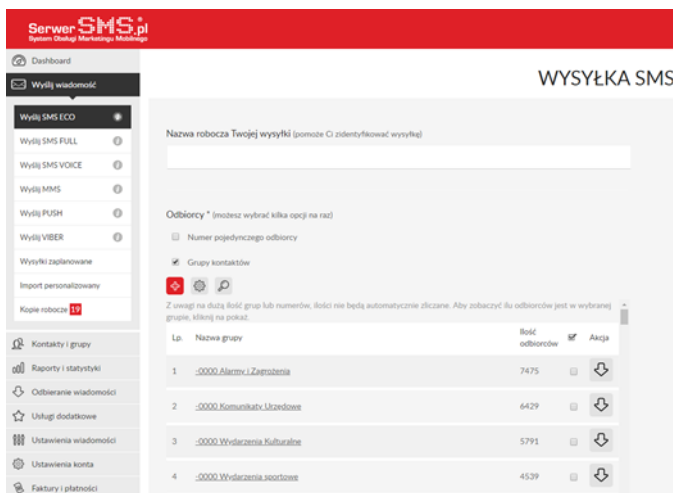 Serwer SMS.pl
System Obsługi Marketingu Mobilnego
Dashboard
Wyślij wiadomość
Wyślij SMS ECO
Wyślij SMS FULL
Wyślij SMS VOICE
Wyślij MMS
Wyślij PUSH
Wyślij VIBER
Wysyłki zaplanowane
Import personalizowany
Kopie robocze 19
Kontakty i grupy
Raporty i statystyki
Odbieranie wiadomości
Usługi dodatkowe
Ustawienia wiadomości
Ustawienia konta
Faktury i płatności
WYSYŁKA SMS
Nazwa robocza Twojej wysyłki (pomoże Ci zidentyfikować wysyłkę)
Odbiorcy * (możesz wybrać kilka opcji na raz)
Numer pojedynczego odbiorcy
Grupy kontaktów
Z uwagi na dużą ilość grup lub numerów, ilości nie będą automatycznie zliczane. Aby zobaczyć ilu odbiorców jest w wybranej
grupie, kliknij na pokaż.
Lp. Nazwa grupy Ilość odbiorców Akcja
1 -0000 Alarmy i Zagrożenia 7475
2 -0000 Komunikaty Urzędowe 6429
3 -0000 Wydarzenia Kulturalne 5791
4 -0000 Wydarzenia sportowe 4539